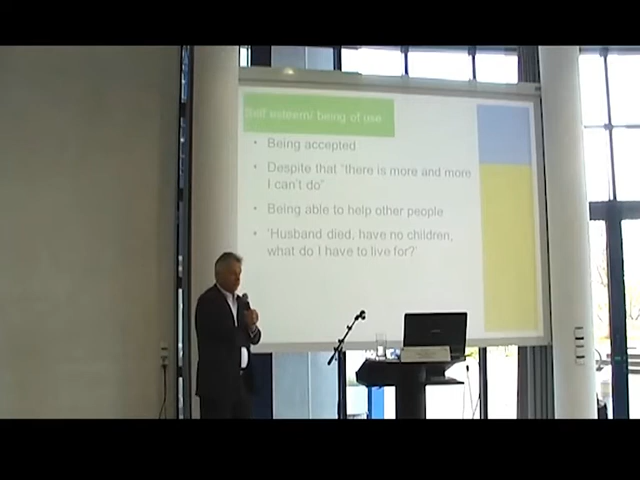 Self esteem/ being of use
• Being accepted
• Despite that "there is more and more
I can't do"
• Being able to help other people
• 'Husband died, have no children,
what do I have to live for?'